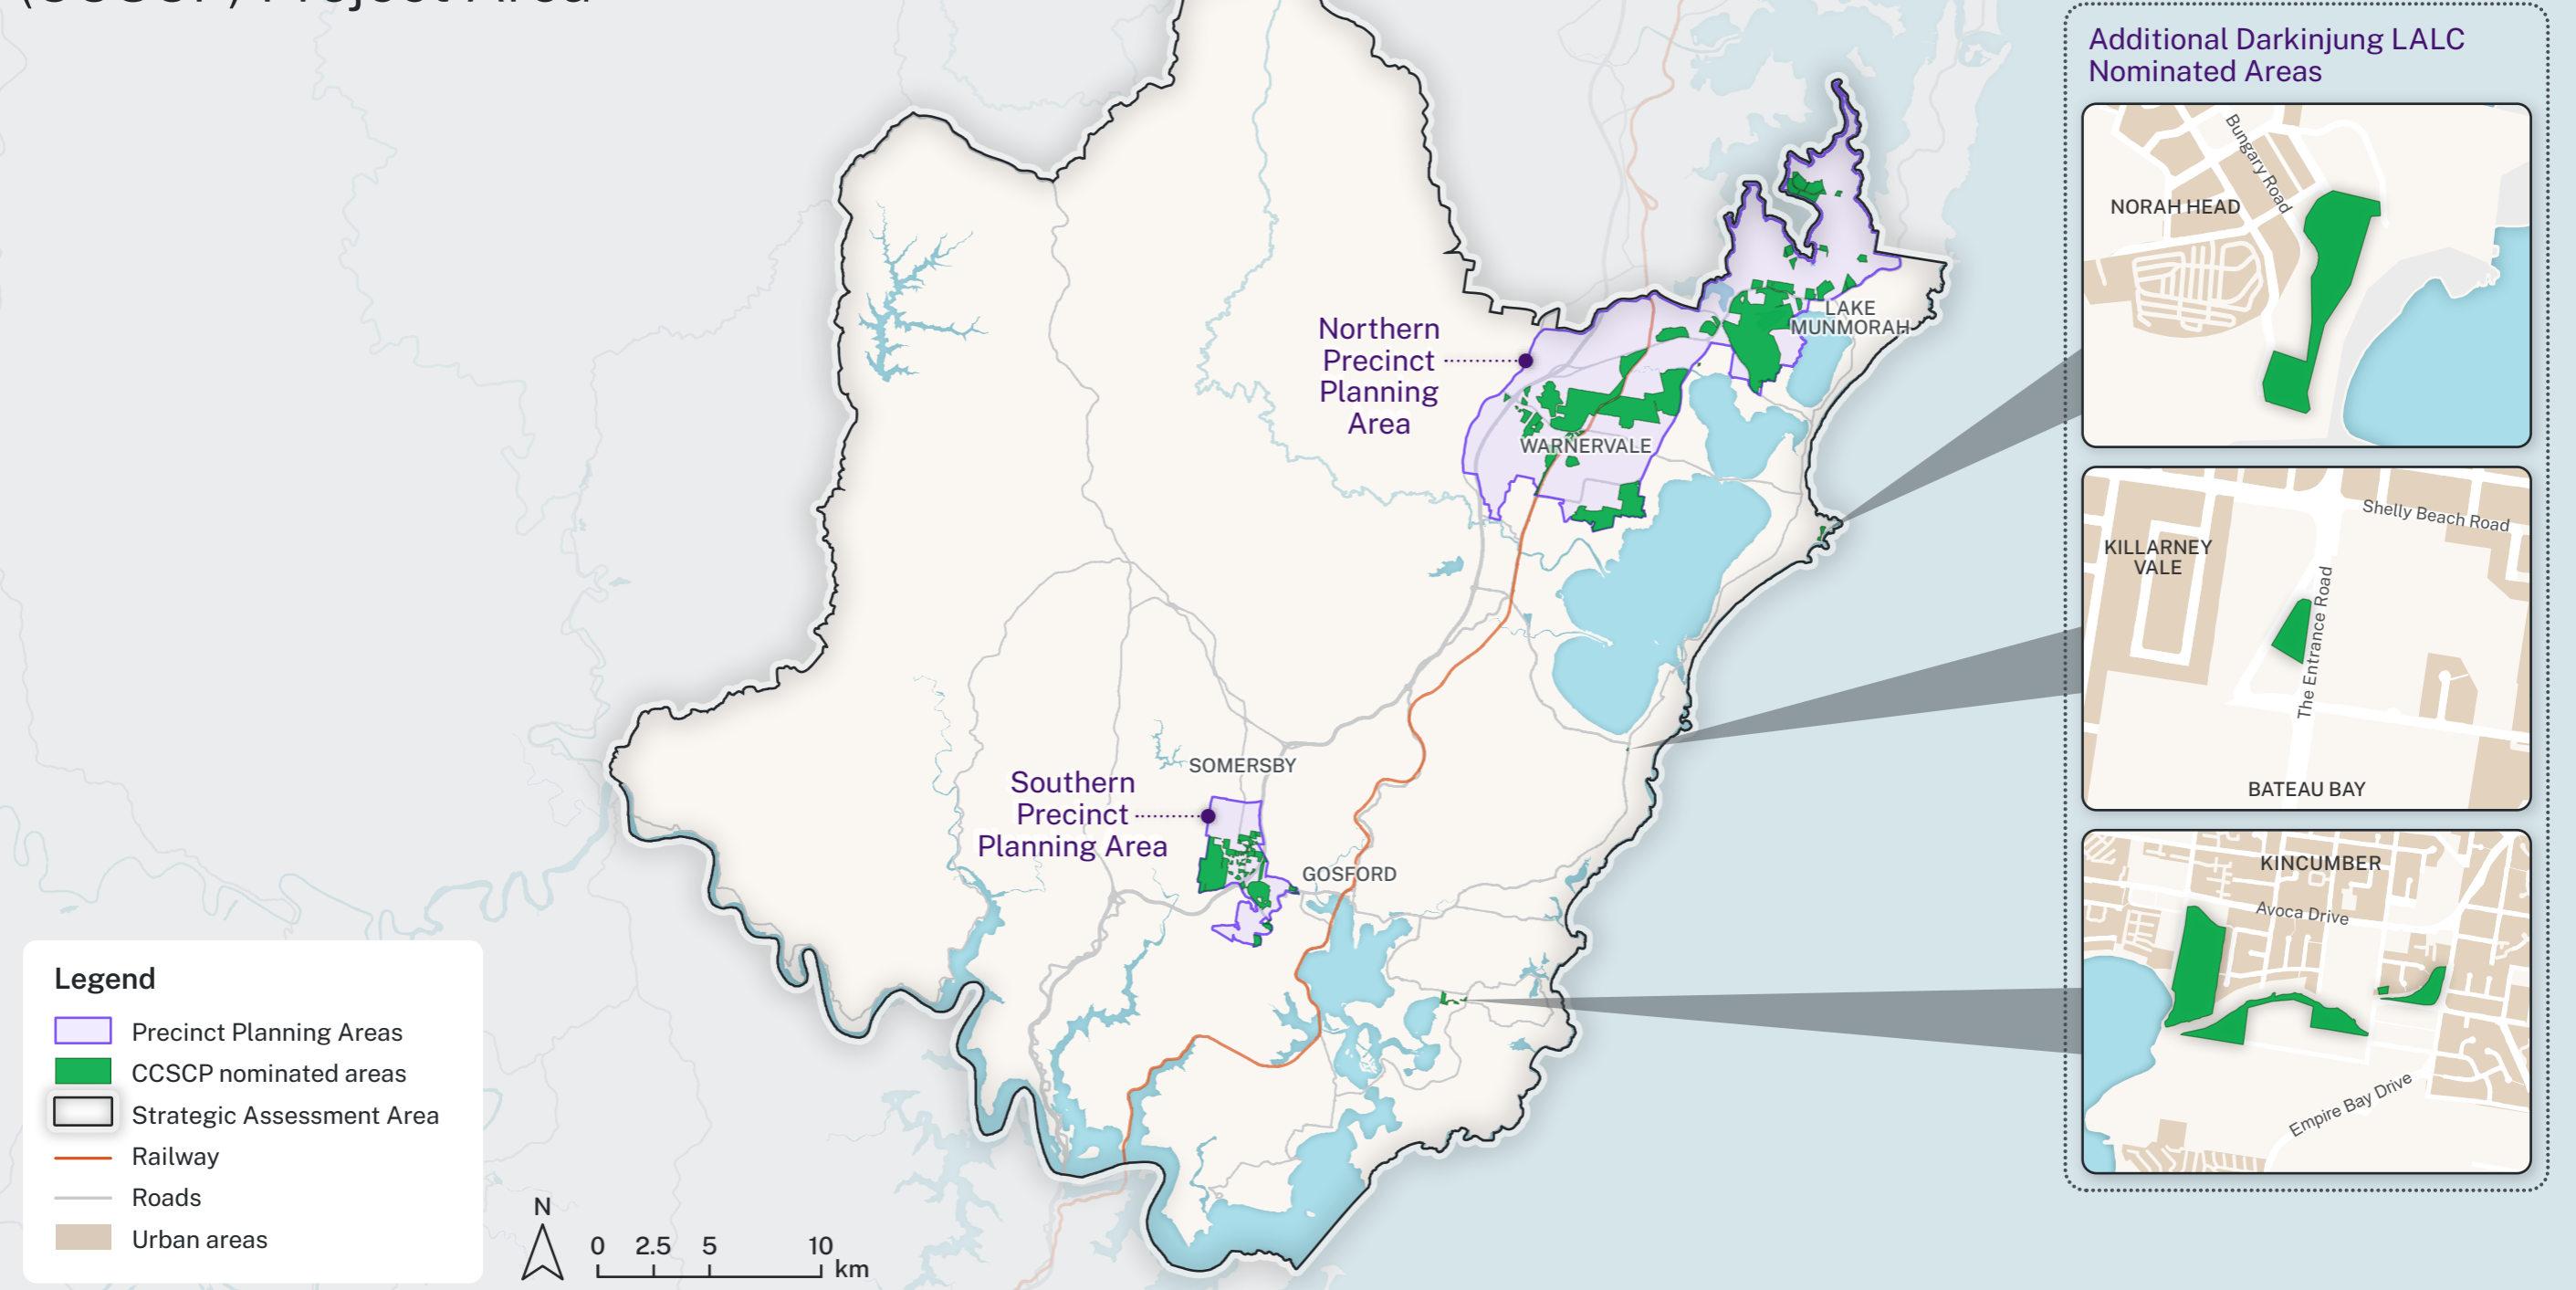 Additional Darkinjung LALC
Nominated Areas
Bungary Road
NORAH HEAD
Shelly Beach Road
KILLARNEY
VALE
The Entrance Road
BATEAU BAY
KINCUMBER
Avoca Drive
Empire Bay Drive
Northern
Precinct
Planning
Area
LAKE
MUNMORAH
WARNERVALE
SOMERSBY
Southern
Precinct
Planning Area
GOSFORD
Legend
Precinct Planning Areas
CCSCP nominated areas
Strategic Assessment Area
Railway
Roads
Urban areas
N
0 2.5 5 10
km